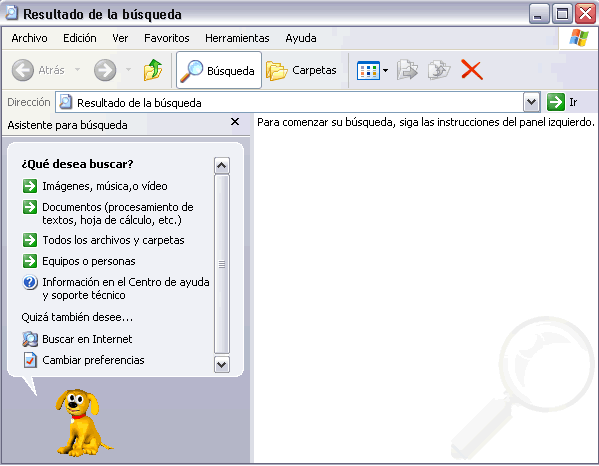 Resultado de la búsqueda
Archivo Edición Ver Favoritos Herramientas Ayuda
Atrás Búsqueda Carpetas
Dirección Resultado de la búsqueda Ir
Asistente para búsqueda
Para comenzar su búsqueda, siga las instrucciones del panel izquierdo.
¿Qué desea buscar?
Imágenes, música,o vídeo
Documentos (procesamiento de
textos, hoja de cálculo, etc.)
Todos los archivos y carpetas
Equipos o personas
Información en el Centro de ayuda
y soporte técnico
Quizá también desee...
Buscar en Internet
Cambiar preferencias